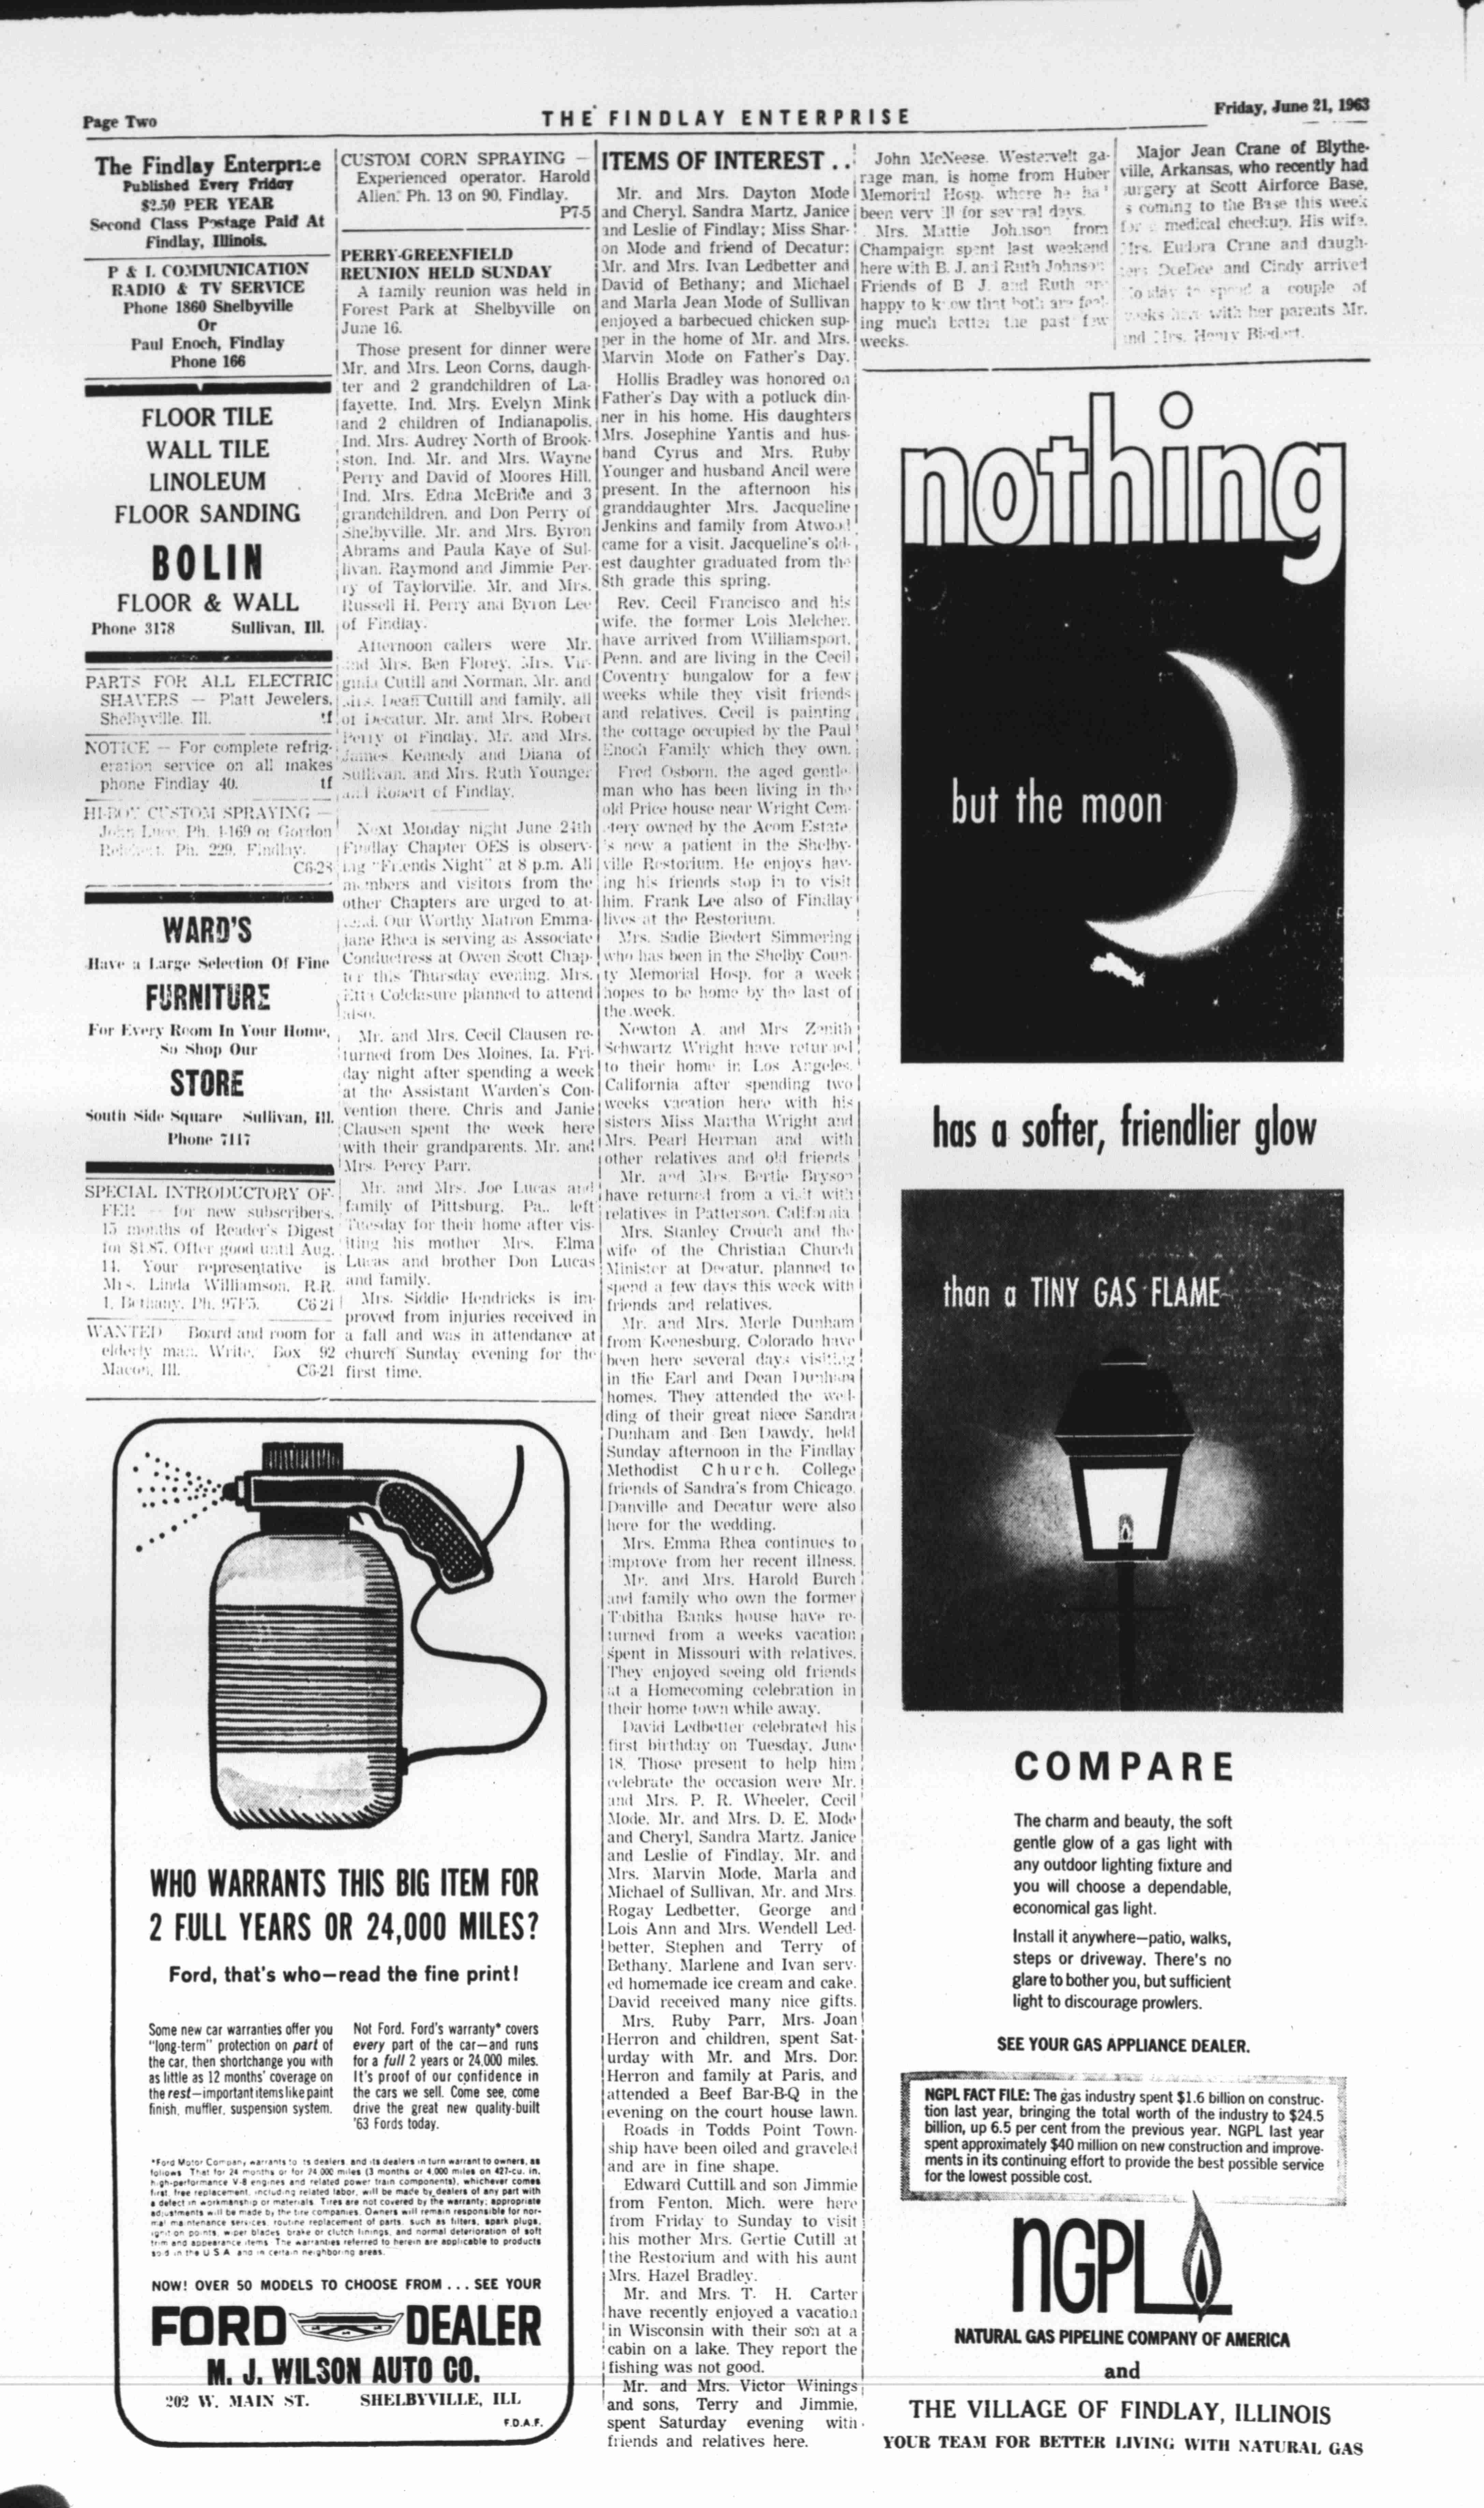 Page Two
THE FINDLAY ENTERPRISE
Friday, June 21, 1963
The Findlay Enterprise
Published Every Friday
$2.50 PER YEAR
Second Class Postage Paid At
Findlay, Illinois.
P & L COMMUNICATION
RADIO & TV SERVICE
Phone 1860 Shelbyville
Or
Paul Enoch, Findlay
Phone 166
FLOOR TILE
WALL TILE
LINOLEUM
FLOOR SANDING
BOLIN
FLOOR & WALL
Phone 3178 Sullivan, Ill.
PARTS FOR ALL ELECTRIC
SHAVERS — Platt Jewelers,
Shelbyville, Ill. tf
NOTICE — For complete refrig-
eration service on all makes
phone Findlay 40. tf
HI-BOY CUSTOM SPRAYING —
John Luce, Ph. 1-169 or Gordon
Ph. 229, Findlay.
C6-28
WARD'S
Have a Large Selection Of Fine
FURNITURE
For Every Room In Your Home,
So Shop Our
STORE
South Side Square Sullivan, Ill.
Phone 7117
SPECIAL INTRODUCTORY OF-
FER — for new subscribers.
15 months of Reader's Digest
for $1.87. Offer good until Aug.
14. Your representative is
Mrs. Linda Williamson, R.R.
1, Bethany, Ph. 97F5. C6 21
WANTED Board and room for
elderly man. Write, Box 92
Macon, Ill. C6-21
CUSTOM CORN SPRAYING —
Experienced operator. Harold
Allen. Ph. 13 on 90, Findlay.
P7-5
PERRY-GREENFIELD
REUNION HELD SUNDAY
A family reunion was held in
Forest Park at Shelbyville on
June 16.
Those present for dinner were
Mr. and Mrs. Leon Corns, daugh-
ter and 2 grandchildren of La-
fayette, Ind. Mrs. Evelyn Mink
and 2 children of Indianapolis,
Ind. Mrs. Audrey North of Brook-
ston, Ind. Mr. and Mrs. Wayne
Perry and David of Moores Hill,
Ind. Mrs. Edna McBride and 3
grandchildren, and Don Perry of
Shelbyville. Mr. and Mrs. Byron
Abrams and Paula Kaye of Sul-
livan. Raymond and Jimmie Per-
ry of Taylorville. Mr. and Mrs.
Russell H. Perry and Byron Lee
of Findlay.
Afternoon callers were Mr.
and Mrs. Ben Florey, Mrs. Vir-
ginia Cutill and Norman, Mr. and
Mrs. Dean Cuttill and family, all
of Decatur. Mr. and Mrs. Robert
Perry of Findlay, Mr. and Mrs.
James Kennedy and Diana of
Sullivan, and Mrs. Ruth Younger
and Robert of Findlay.
Next Monday night June 24th
Findlay Chapter OES is observ-
ing "Friends Night" at 8 p.m. All
members and visitors from the
other Chapters are urged to at-
tend. Our Worthy Matron Emma-
jane Rhea is serving as Associate
Conductress at Owen Scott Chap-
ter this Thursday evening. Mrs.
Etta Colclasure planned to attend
also.
Mr. and Mrs. Cecil Clausen re-
turned from Des Moines, Ia. Fri-
day night after spending a week
at the Assistant Warden's Con-
vention there. Chris and Janie
Clausen spent the week here
with their grandparents, Mr. and
Mrs. Percy Parr.
Mr. and Mrs. Joe Lucas and
family of Pittsburg, Pa., left
Tuesday for their home after vis-
iting his mother Mrs. Elma
Lucas and brother Don Lucas
and family.
Mrs. Siddie Hendricks is im-
proved from injuries received in
a fall and was in attendance at
church Sunday evening for the
first time.
WHO WARRANTS THIS BIG ITEM FOR
2 FULL YEARS OR 24,000 MILES?
Ford, that's who—read the fine print!
Some new car warranties offer you
"long-term" protection on part of
the car, then shortchange you with
as little as 12 months' coverage on
the rest—important items like paint
finish, muffler, suspension system.
Not Ford. Ford's warranty* covers
every part of the car—and runs
for a full 2 years or 24,000 miles.
It's proof of our confidence in
the cars we sell. Come see, come
drive the great new quality-built
'63 Fords today.
*Ford Motor Company warrants to its dealers, and its dealers in turn warrant to owners, as
follows: That for 24 months or for 24,000 miles (3 months or 4,000 miles on 427-cu. in.
high-performance V-8 engines and related power train components), whichever comes
first, free replacement, including related labor, will be made by dealers of any part with
a defect in workmanship or materials. Tires are not covered by the warranty; appropriate
adjustments will be made by the tire companies. Owners will remain responsible for nor-
mal maintenance services, routine replacement of parts, such as filters, spark plugs,
ignition points, wiper blades, brake or clutch linings, and normal deterioration of soft
trim and appearance items. The warranties referred to herein are applicable to products
sold in the U S A and in certain neighboring areas.
NOW! OVER 50 MODELS TO CHOOSE FROM . . . SEE YOUR
FORD DEALER
M. J. WILSON AUTO CO.
202 W. MAIN ST. SHELBYVILLE, ILL
F.D.A.F.
ITEMS OF INTEREST . .
Mr. and Mrs. Dayton Mode
and Cheryl, Sandra Martz, Janice
and Leslie of Findlay; Miss Shar-
on Mode and friend of Decatur;
Mr. and Mrs. Ivan Ledbetter and
David of Bethany; and Michael
and Marla Jean Mode of Sullivan
enjoyed a barbecued chicken sup-
per in the home of Mr. and Mrs.
Marvin Mode on Father's Day.
Hollis Bradley was honored on
Father's Day with a potluck din-
ner in his home. His daughters
Mrs. Josephine Yantis and hus-
band Cyrus and Mrs. Ruby
Younger and husband Ancil were
present. In the afternoon his
granddaughter Mrs. Jacqueline
Jenkins and family from Atwood
came for a visit. Jacqueline's old-
est daughter graduated from the
8th grade this spring.
Rev. Cecil Francisco and his
wife, the former Lois Melcher,
have arrived from Williamsport,
Penn. and are living in the Cecil
Coventry bungalow for a few
weeks while they visit friends
and relatives. Cecil is painting
the cottage occupied by the Paul
Enoch Family which they own.
Fred Osborn, the aged gentle-
man who has been living in the
old Price house near Wright Cem-
etery owned by the Acom Estate
is now a patient in the Shelby-
ville Restorium. He enjoys hav-
ing his friends stop in to visit
him. Frank Lee also of Findlay
lives at the Restorium.
Mrs. Sadie Biedert Simmering
who has been in the Shelby Coun-
ty Memorial Hosp. for a week
hopes to be home by the last of
the week.
Newton A. and Mrs Zenith
Schwartz Wright have returned
to their home in Los Angeles,
California after spending two
weeks vacation here with his
sisters Miss Martha Wright and
Mrs. Pearl Herman and with
other relatives and old friends.
Mr. and Mrs. Bertie Bryson
have returned from a visit with
relatives in Patterson, California.
Mrs. Stanley Crouch and the
wife of the Christian Church
Minister at Decatur, planned to
spend a few days this week with
friends and relatives.
Mr. and Mrs. Merle Dunham
from Keenesburg, Colorado have
been here several days visiting
in the Earl and Dean Dunham
homes. They attended the wed-
ding of their great niece Sandra
Dunham and Ben Dawdy, held
Sunday afternoon in the Findlay
Methodist Church. College
friends of Sandra's from Chicago,
Danville and Decatur were also
here for the wedding.
Mrs. Emma Rhea continues to
improve from her recent illness.
Mr. and Mrs. Harold Burch
and family who own the former
Tabitha Banks house have re-
turned from a weeks vacation
spent in Missouri with relatives.
They enjoyed seeing old friends
at a Homecoming celebration in
their home town while away.
David Ledbetter celebrated his
first birthday on Tuesday, June
18. Those present to help him
celebrate the occasion were Mr.
and Mrs. P. R. Wheeler, Cecil
Mode, Mr. and Mrs. D. E. Mode
and Cheryl, Sandra Martz, Janice
and Leslie of Findlay, Mr. and
Mrs. Marvin Mode, Marla and
Michael of Sullivan, Mr. and Mrs.
Rogay Ledbetter, George and
Lois Ann and Mrs. Wendell Led-
better, Stephen and Terry of
Bethany. Marlene and Ivan serv-
ed homemade ice cream and cake.
David received many nice gifts.
Mrs. Ruby Parr, Mrs. Joan
Herron and children, spent Sat-
urday with Mr. and Mrs. Don
Herron and family at Paris, and
attended a Beef Bar-B-Q in the
evening on the court house lawn.
Roads in Todds Point Town-
ship have been oiled and graveled
and are in fine shape.
Edward Cuttill and son Jimmie
from Fenton, Mich. were here
from Friday to Sunday to visit
his mother Mrs. Gertie Cutill at
the Restorium and with his aunt
Mrs. Hazel Bradley.
Mr. and Mrs. T. H. Carter
have recently enjoyed a vacation
in Wisconsin with their son at a
cabin on a lake. They report the
fishing was not good.
Mr. and Mrs. Victor Winings
and sons, Terry and Jimmie,
spent Saturday evening with
friends and relatives here.
John McNeese, Westervelt ga-
rage man, is home from Huber
Memorial Hosp. where he ha
been very ill for several days.
Mrs. Mattie Johnson from
Champaign spent last weekend
here with B. J. and Ruth Johnson.
Friends of B J. and Ruth are
happy to know that both are feel-
ing much better the past few
weeks.
Major Jean Crane of Blythe-
ville, Arkansas, who recently had
surgery at Scott Airforce Base,
s coming to the Base this week
for a medical checkup. His wife,
Mrs. Eudora Crane and daugh-
ters DeeDee and Cindy arrived
Today to spend a couple of
weeks here with her parents Mr.
and Mrs. Henry Biedert.
nothing
but the moon
has a softer, friendlier glow
than a TINY GAS FLAME
COMPARE
The charm and beauty, the soft
gentle glow of a gas light with
any outdoor lighting fixture and
you will choose a dependable,
economical gas light.
Install it anywhere—patio, walks,
steps or driveway. There's no
glare to bother you, but sufficient
light to discourage prowlers.
SEE YOUR GAS APPLIANCE DEALER.
NGPL FACT FILE: The gas industry spent $1.6 billion on construc-
tion last year, bringing the total worth of the industry to $24.5
billion, up 6.5 per cent from the previous year. NGPL last year
spent approximately $40 million on new construction and improve-
ments in its continuing effort to provide the best possible service
for the lowest possible cost.
NGPL
NATURAL GAS PIPELINE COMPANY OF AMERICA
and
THE VILLAGE OF FINDLAY, ILLINOIS
YOUR TEAM FOR BETTER LIVING WITH NATURAL GAS